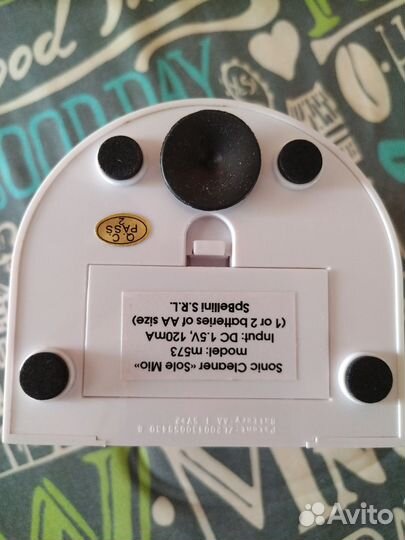 Sonic Cleaner «Sole Mio»
model: m573
Input: DC 1.5V, 120mA
(1 or 2 batteries of AA size)
SpBellini S.R.L.
Q.C
PASS
2
GOOD DAY
Avito